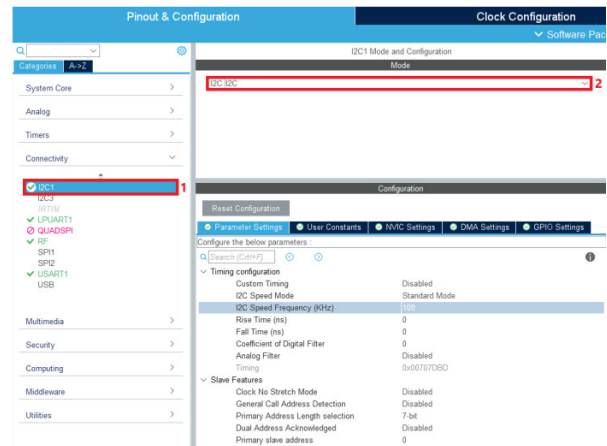 Pinout & Configuration
Clock Configuration
Software Pac
I2C1 Mode and Configuration
Categories A->Z
Mode
System Core
I2C I2C
2
Analog
Timers
Connectivity
I2C1
1
Configuration
I2C3
Reset Configuration
IRTIM
LPUART1
Parameter Settings User Constants NVIC Settings DMA Settings GPIO Settings
QUADSPI
Configure the below parameters :
RF
Search (Ctrl+F)
SPI1
SPI2
Timing configuration
USART1
Custom Timing Disabled
USB
I2C Speed Mode Standard Mode
I2C Speed Frequency (KHz) 100
Rise Time (ns) 0
Multimedia
Fall Time (ns) 0
Coefficient of Digital Filter 0
Security
Analog Filter Disabled
Timing 0x00707DBD
Computing
Slave Features
Middleware
Clock No Stretch Mode Disabled
General Call Address Detection Disabled
Utilities
Primary Address Length selection 7-bit
Dual Address Acknowledged Disabled
Primary slave address 0